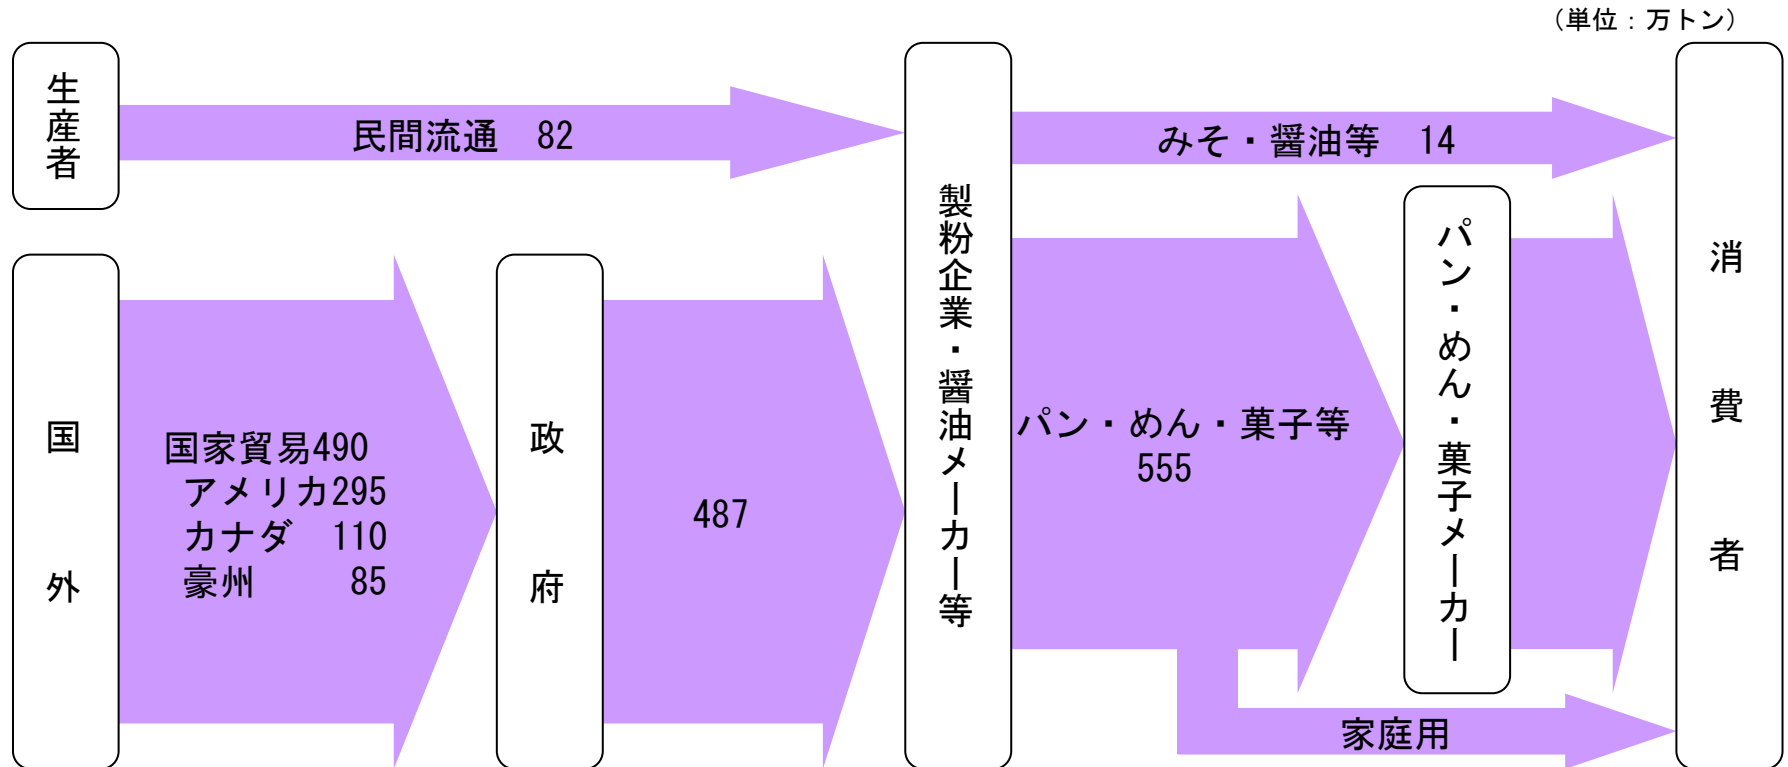 (単位:万トン)
生産者
民間流通 82
みそ・醤油等 14
国外
国家貿易490
アメリカ295
カナダ 110
豪州 85
政府
487
製粉企業・醤油メーカー等
パン・めん・菓子等
555
パン・めん・菓子メーカー
家庭用
消費者